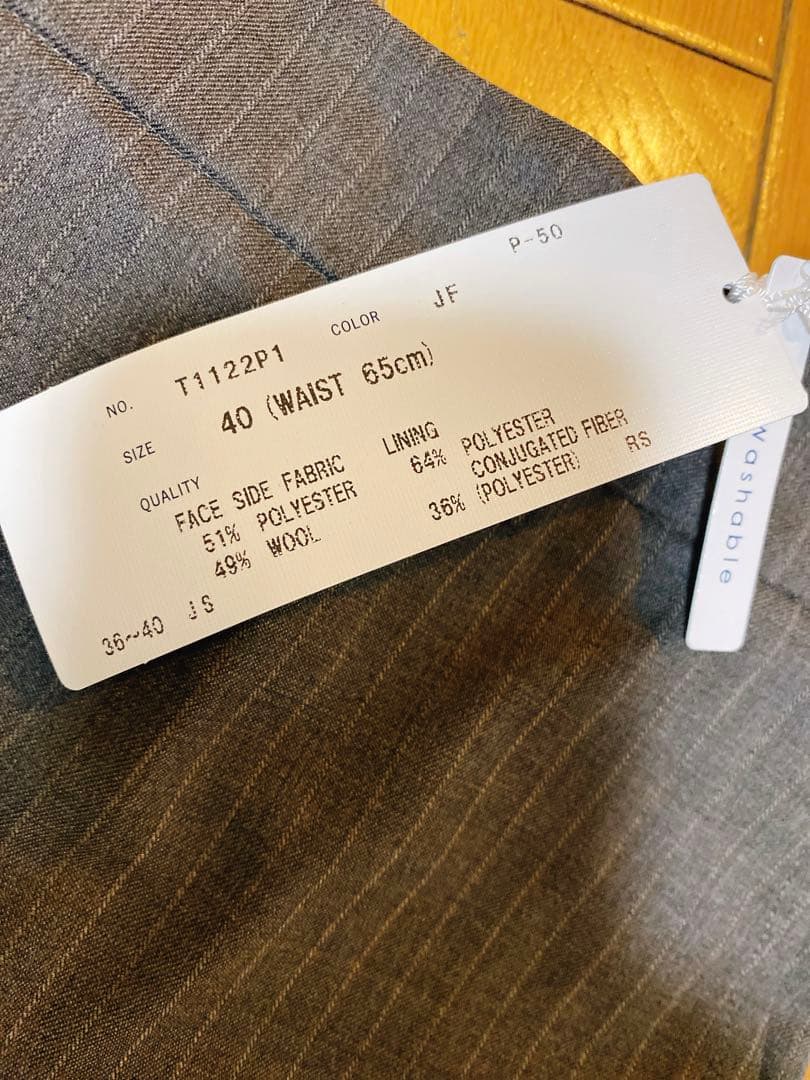 P-50
NO. T1122P1 COLOR JF
SIZE 40 (WAIST 65cm)
QUALITY
FACE SIDE FABRIC
51% POLYESTER
49% WOOL
LINING
64% POLYESTER
CONJUGATED FIBER
36% (POLYESTER) RS
36~40 JS
washable